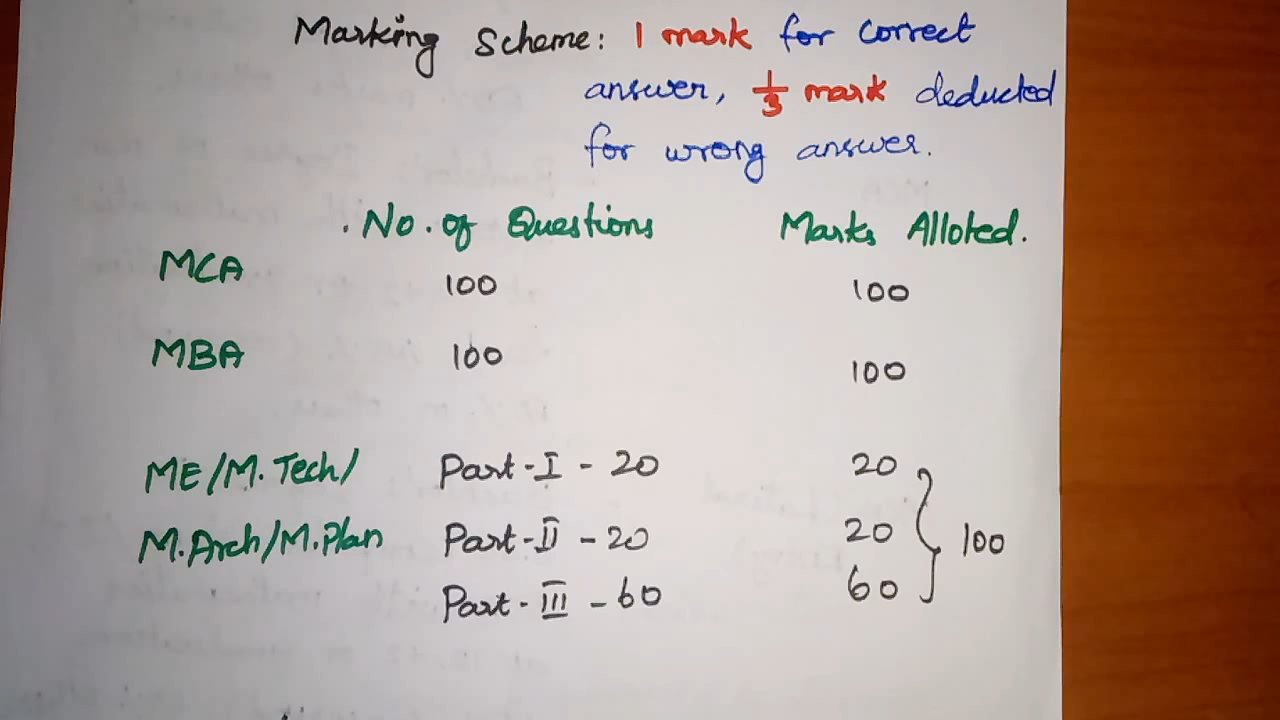 Marking Scheme: 1 mark for correct
answer, 1/3 mark deducted
for wrong answer.
No. of Questions Marks Alloted.
MCA 100 100
MBA 100 100
ME/M.Tech/ Part-I - 20 20
M.Arch/M.Plan Part-II - 20 20 100
Part-III - 60 60